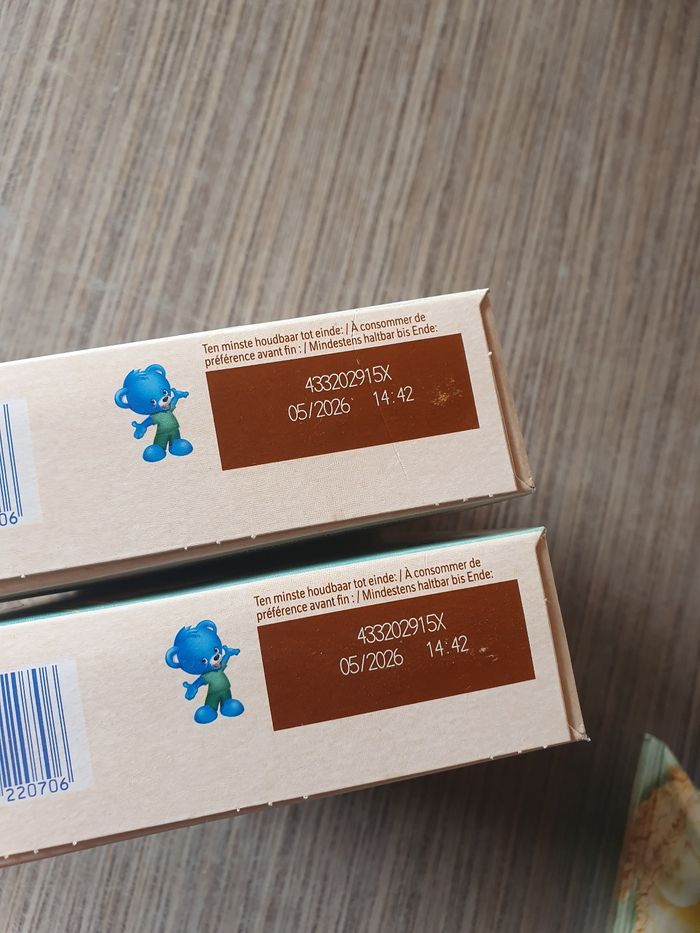 Ten minste houdbaar tot einde: / À consommer de
préférence avant fin : / Mindestens haltbar bis Ende:
433202915X
05/2026 14:42
06
Ten minste houdbaar tot einde: / À consommer de
préférence avant fin : / Mindestens haltbar bis Ende:
433202915X
05/2026 14:42
220706